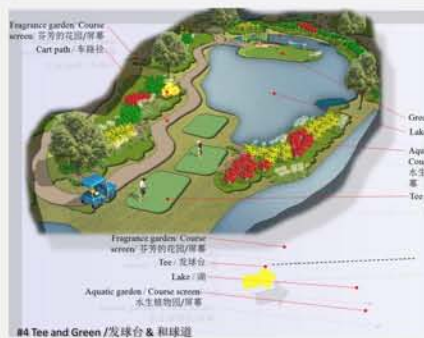 Fragrance garden/ Course
screen/ 芬芳的花园/屏幕
Cart path / 车路径
Gree
Lake
Aqua
Cou
水生
幕
Tee
Fragrance garden/ Course
screen/ 芬芳的花园/屏幕
Tee / 发球台
Lake / 湖
Aquatic garden / Course screen/
水生植物园/屏幕
#4 Tee and Green /发球台 & 和球道